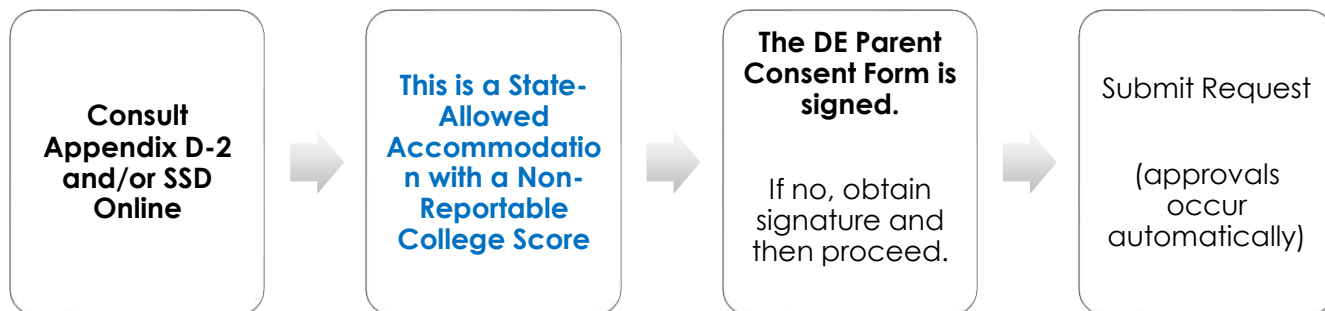 Consult
Appendix D-2
and/or SSD
Online
This is a State-
Allowed
Accommodatio
n with a Non-
Reportable
College Score
The DE Parent
Consent Form is
signed.
If no, obtain
signature and
then proceed.
Submit Request
(approvals
occur
automatically)